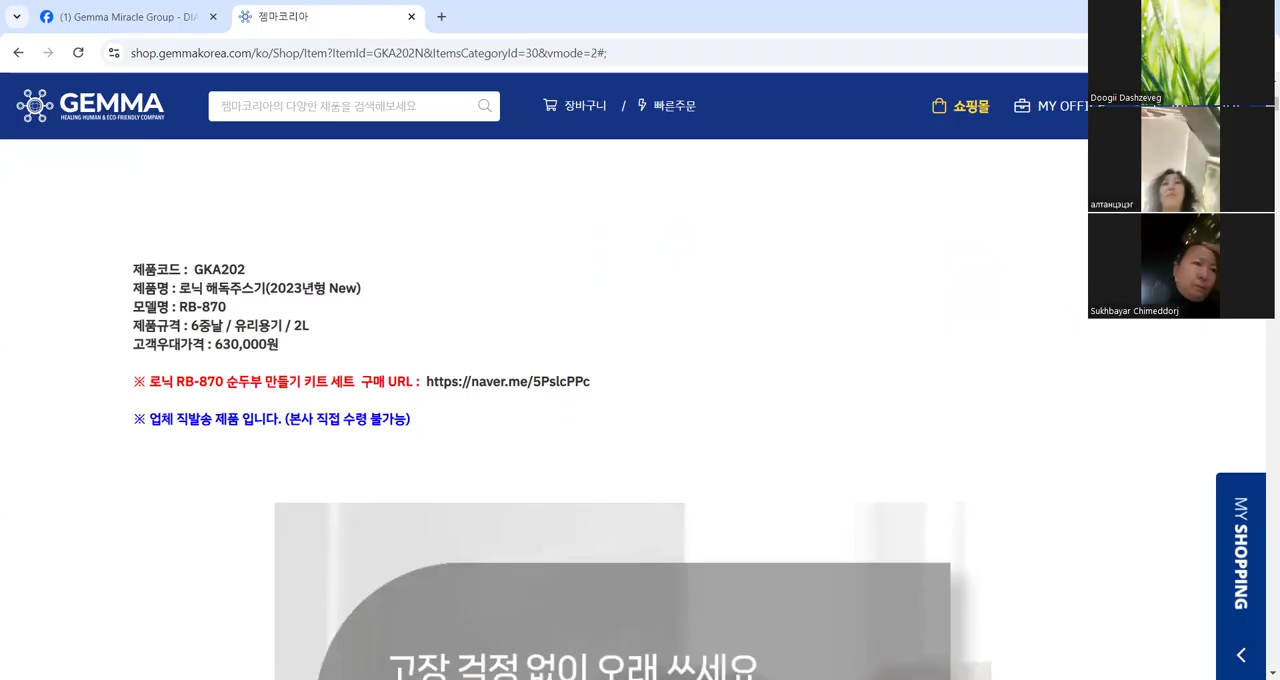 (1) Gemma Miracle Group - DIA
젬마코리아
shop.gemmakorea.com/ko/Shop/Item?ItemId=GKA202N&ItemsCategoryId=30&vmode=2#;
GEMMA
HEALING HUMAN & ECO-FRIENDLY COMPANY
젬마코리아의 다양한 제품을 검색해보세요
장바구니 / 빠른주문
쇼핑몰
MY OFFI
Doogii Dashzeveg
алтанцэцэг
Sukhbayar Chimeddorj
제품코드 : GKA202
제품명 : 로닉 해독주스기(2023년형 New)
모델명 : RB-870
제품규격 : 6중날 / 유리용기 / 2L
고객우대가격 : 630,000원
※ 로닉 RB-870 순두부 만들기 키트 세트 구매 URL : https://naver.me/5PslcPPc
※ 업체 직발송 제품 입니다. (본사 직접 수령 불가능)
MY SHOPPING
고장 걱정 없이 오래 쓰세요